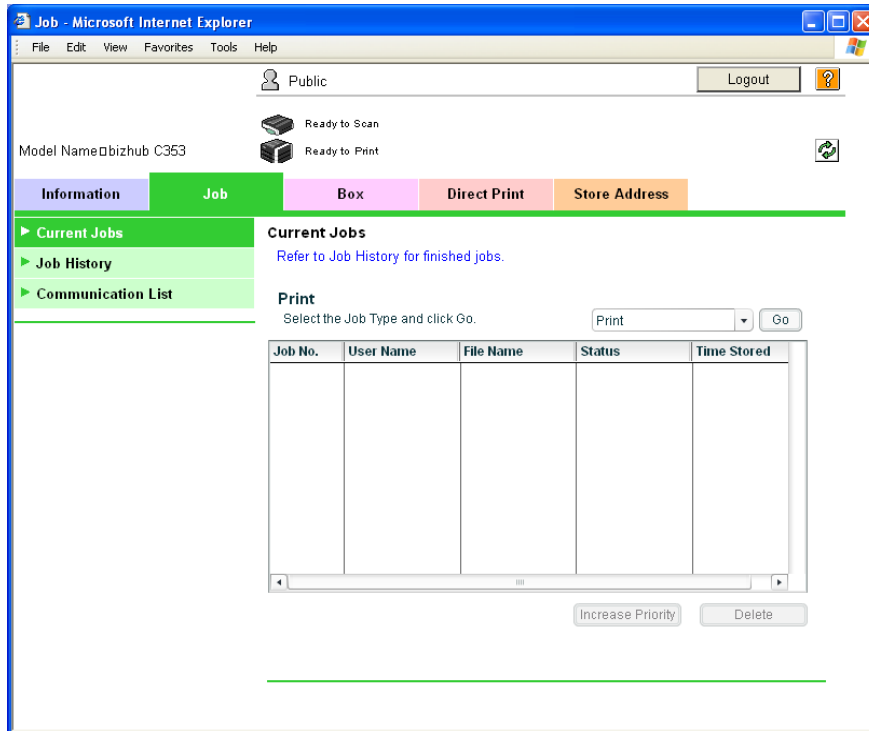 Job - Microsoft Internet Explorer
File Edit View Favorites Tools Help
Public
Logout
?
Ready to Scan
Model Name□bizhub C353
Ready to Print
Information Job Box Direct Print Store Address
Current Jobs
Job History
Communication List
Current Jobs
Refer to Job History for finished jobs.
Print
Select the Job Type and click Go.
Print
Go
Job No. User Name File Name Status Time Stored
Increase Priority Delete